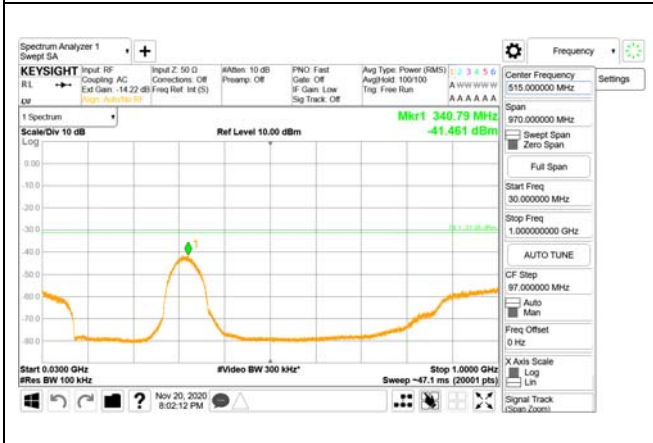 Spectrum Analyzer 1
Swept SA
+
Frequency
KEYSIGHT
Input: RF
Coupling: AC
Ext Gain: -14.22 dB
Align: Auto/No RF
Input Z: 50 Ω
Corrections: Off
Freq Ref: Int (S)
#Atten: 10 dB
Preamp: Off
PNO: Fast
Gate: Off
IF Gain: Low
Sig Track: Off
Avg Type: Power (RMS)
Avg|Hold: 100/100
Trig: Free Run
1 2 3 4 5 6
A W W W W W
A A A A A A
1 Spectrum
Scale/Div 10 dB
Log
Ref Level 10.00 dBm
Mkr1 340.79 MHz
-41.461 dBm
0.00
-10.0
-20.0
-30.0
-40.0
-50.0
-60.0
-70.0
-80.0
1
Start 0.0300 GHz
#Res BW 100 kHz
#Video BW 300 kHz*
Stop 1.0000 GHz
Sweep ~47.1 ms (20001 pts)
?
Nov 20, 2020
8:02:12 PM
Center Frequency
515.000000 MHz
Settings
Span
970.000000 MHz
Swept Span
Zero Span
Full Span
Start Freq
30.000000 MHz
Stop Freq
1.000000000 GHz
AUTO TUNE
CF Step
97.000000 MHz
Auto
Man
Freq Offset
0 Hz
X Axis Scale
Log
Lin
Signal Track
(Span Zoom)